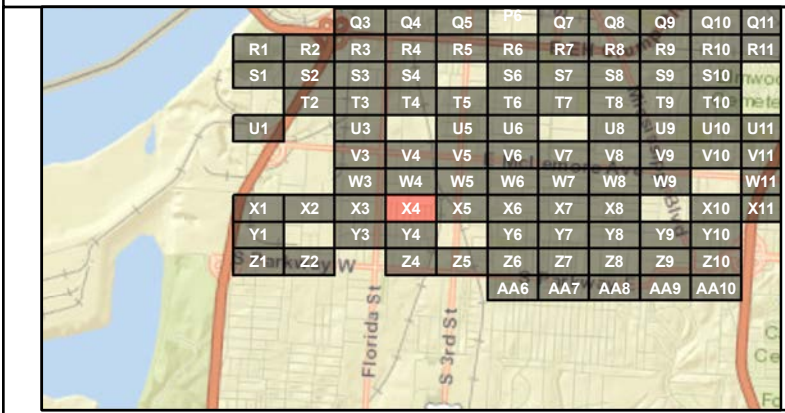 P6
Q3 Q4 Q5 Q7 Q8 Q9 Q10 Q11
R1 R2 R3 R4 R5 R6 R7 R8 R9 R10 R11
S1 S2 S3 S4 S6 S7 S8 S9 S10
T2 T3 T4 T5 T6 T7 T8 T9 T10
U1 U3 U5 U6 U8 U9 U10 U11
V3 V4 V5 V6 V7 V8 V9 V10 V11
W3 W4 W5 W6 W7 W8 W9 W11
X1 X2 X3 X4 X5 X6 X7 X8 X10 X11
Y1 Y3 Y4 Y6 Y7 Y8 Y9 Y10
Z1 Z2 Z4 Z5 Z6 Z7 Z8 Z9 Z10
AA6 AA7 AA8 AA9 AA10
S Parkway W
S Parkway E
Florida St
S 3rd St